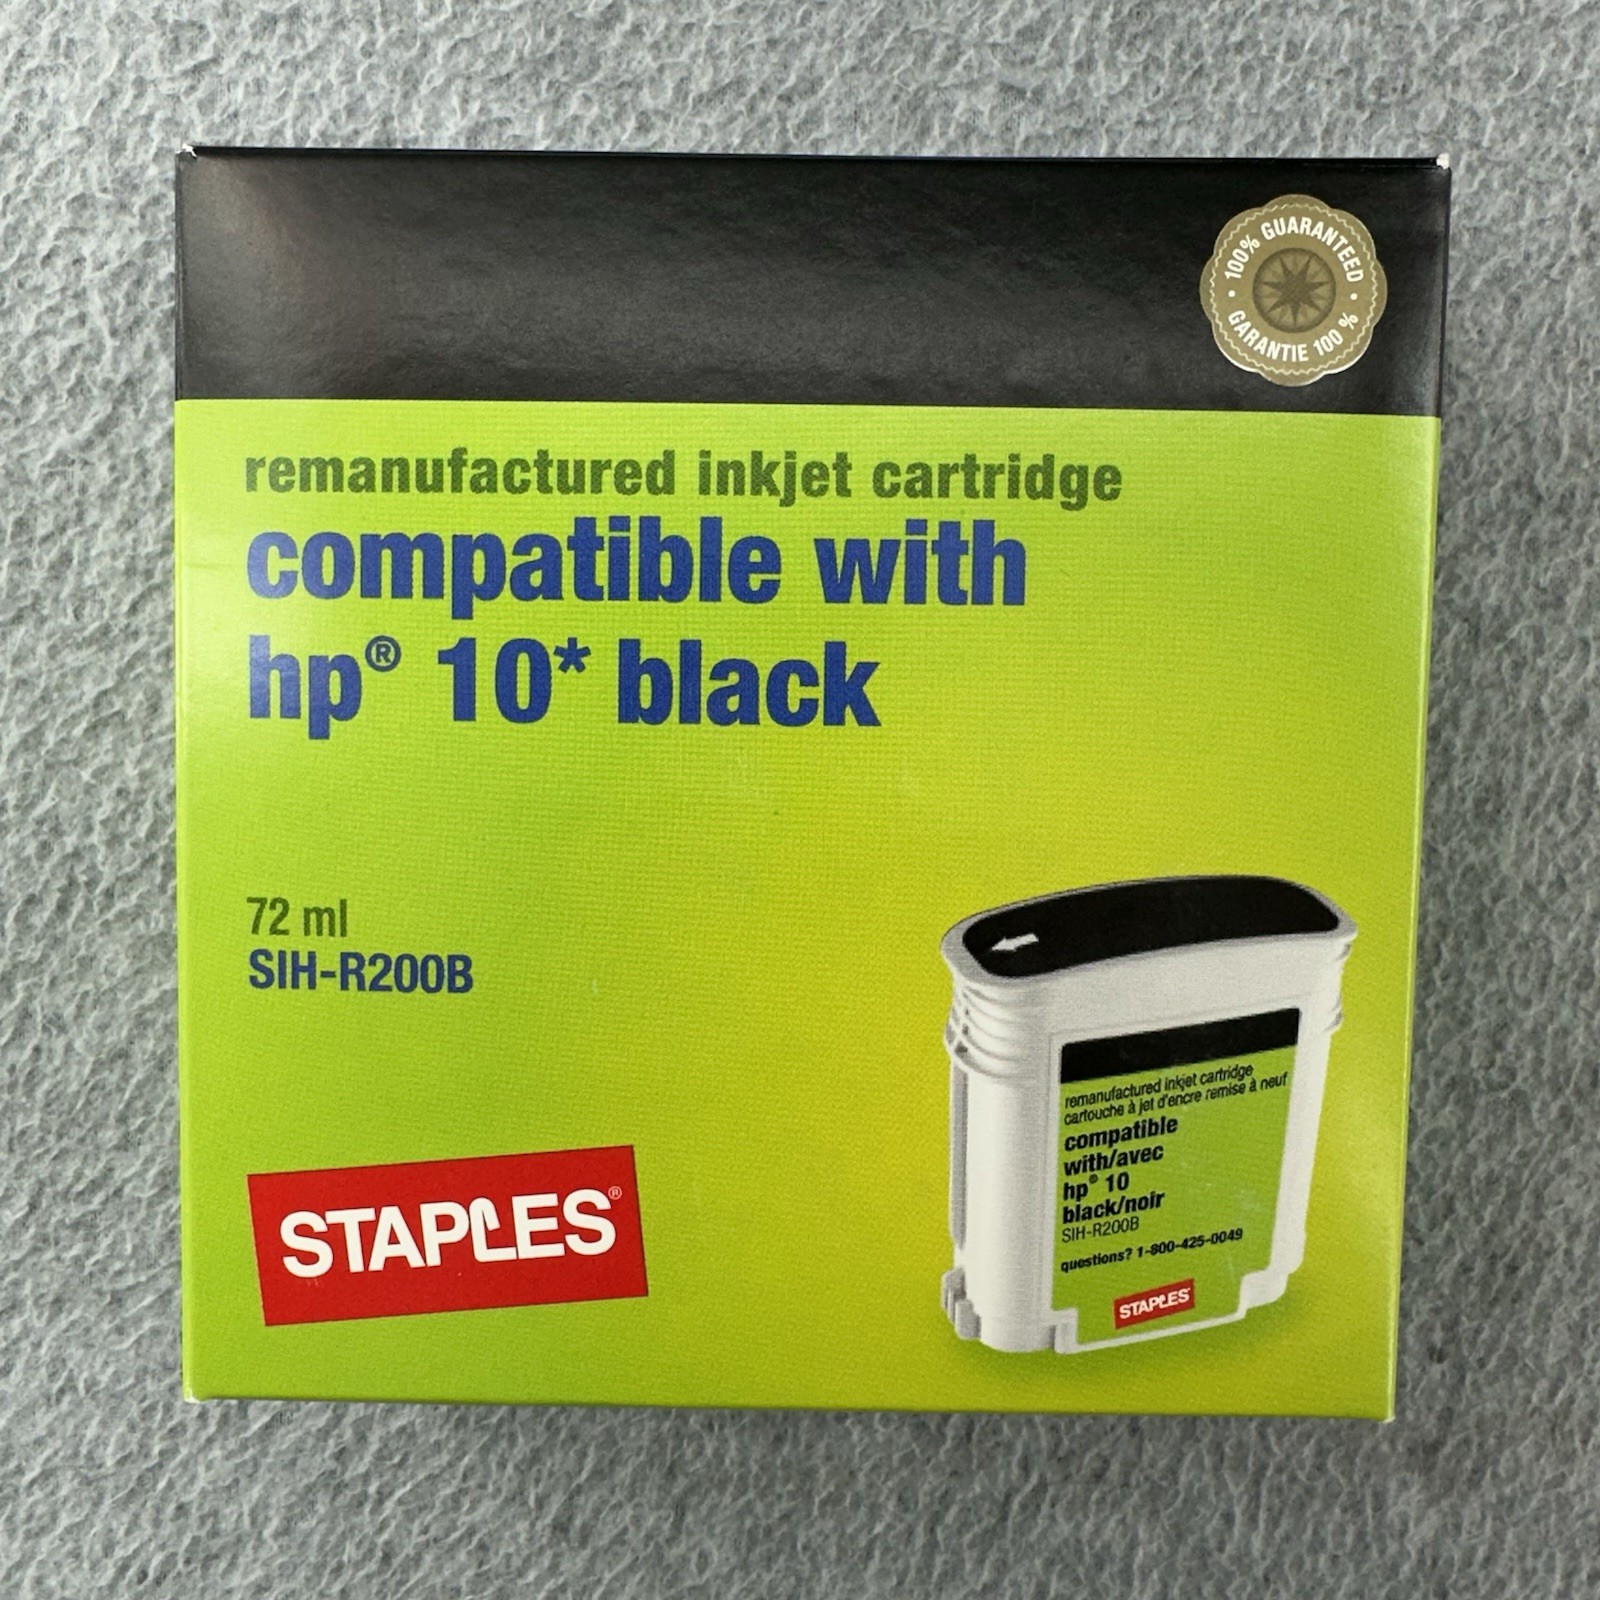 100% GUARANTEED
GARANTIE 100 %
remanufactured inkjet cartridge
compatible with
hp® 10* black
72 ml
SIH-R200B
STAPLES®
remanufactured inkjet cartridge
cartouche à jet d'encre remise à neuf
compatible
with/avec
hp® 10
black/noir
SIH-R200B
questions? 1-800-425-0049
STAPLES